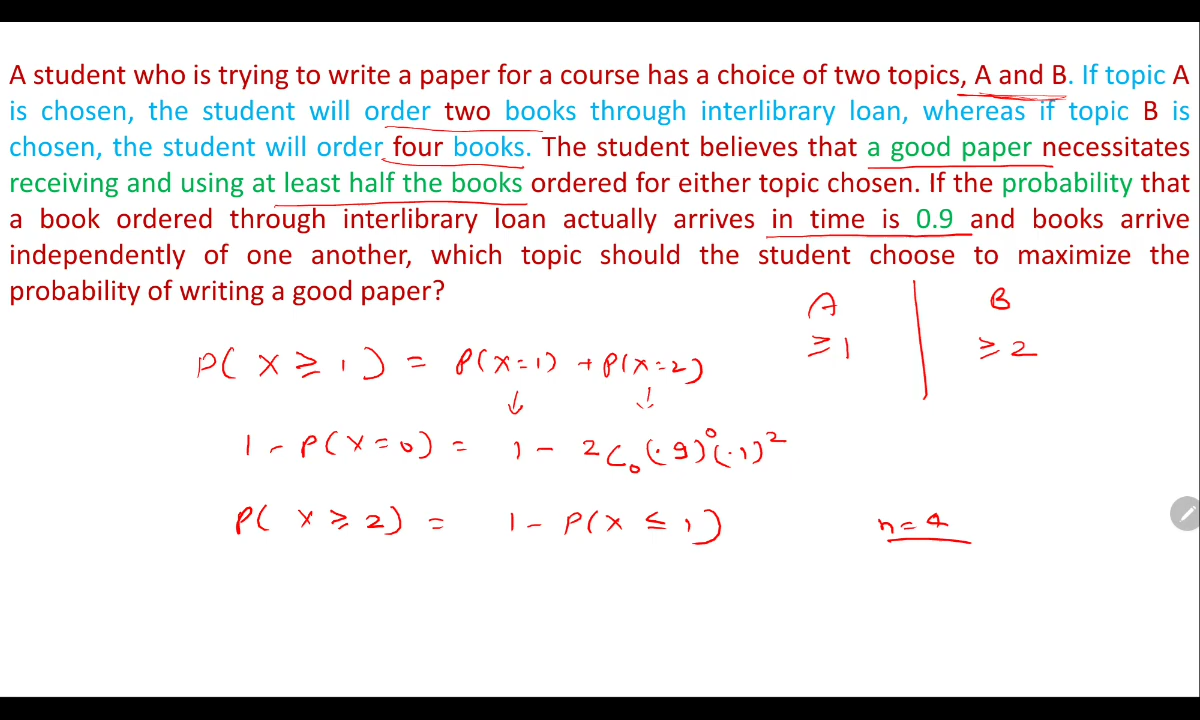 A student who is trying to write a paper for a course has a choice of two topics, A and B. If topic A
is chosen, the student will order two books through interlibrary loan, whereas if topic B is
chosen, the student will order four books. The student believes that a good paper necessitates
receiving and using at least half the books ordered for either topic chosen. If the probability that
a book ordered through interlibrary loan actually arrives in time is 0.9 and books arrive
independently of one another, which topic should the student choose to maximize the
probability of writing a good paper?
A B
≥ 1 ≥ 2
P( X ≥ 1 ) = P(X = 1) + P(X = 2)
↓ ↓
1 - P(X = 0) = 1 - 2C₀ (.9)⁰ (.1)²
P( X ≥ 2) = 1 - P(X ≤ 1)
n = 4